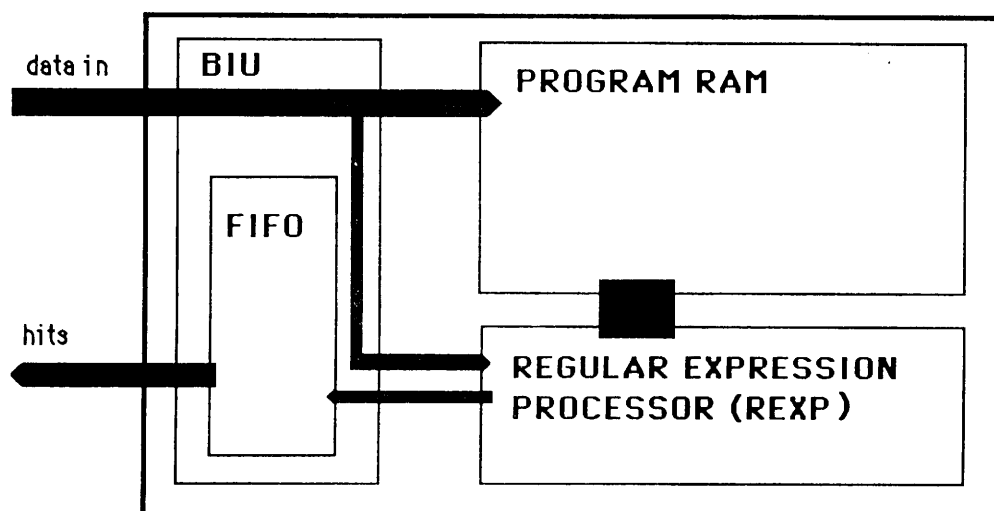 data in
BIU
PROGRAM RAM
FIFO
hits
REGULAR EXPRESSION
PROCESSOR (REXP)